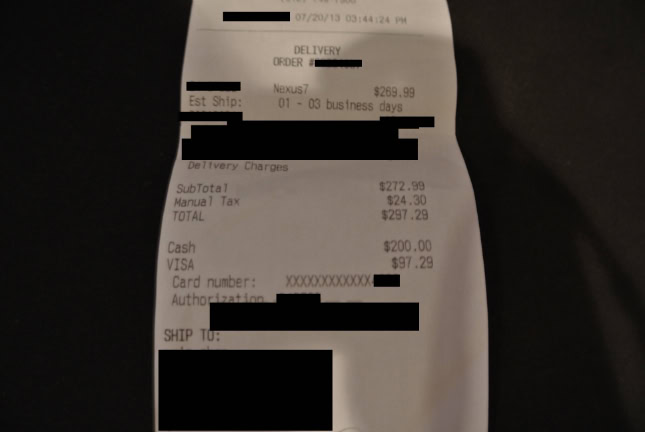 07/20/13 03:44:24 PM
DELIVERY
ORDER #
Nexus7 $269.99
Est Ship: 01 - 03 business days
Delivery Charges
SubTotal $272.99
Manual Tax $24.30
TOTAL $297.29
Cash $200.00
VISA $97.29
Card number: XXXXXXXXXXXX
Authorization
SHIP TO: